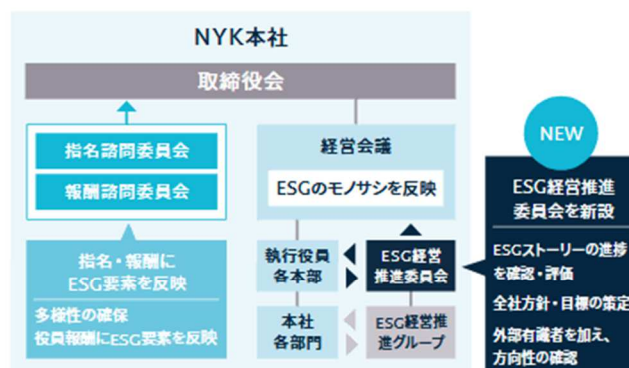 NYK本社
取締役会
指名諮問委員会
報酬諮問委員会
指名・報酬に
ESG要素を反映
多様性の確保
役員報酬にESG要素を反映
経営会議
ESGのモノサシを反映
執行役員
各本部
ESG経営
推進委員会
本社
各部門
ESG経営推
進グループ
NEW
ESG経営推進
委員会を新設
ESGストーリーの進捗
を確認・評価
全社方針・目標の策定
外部有識者を加え、
方向性の確認